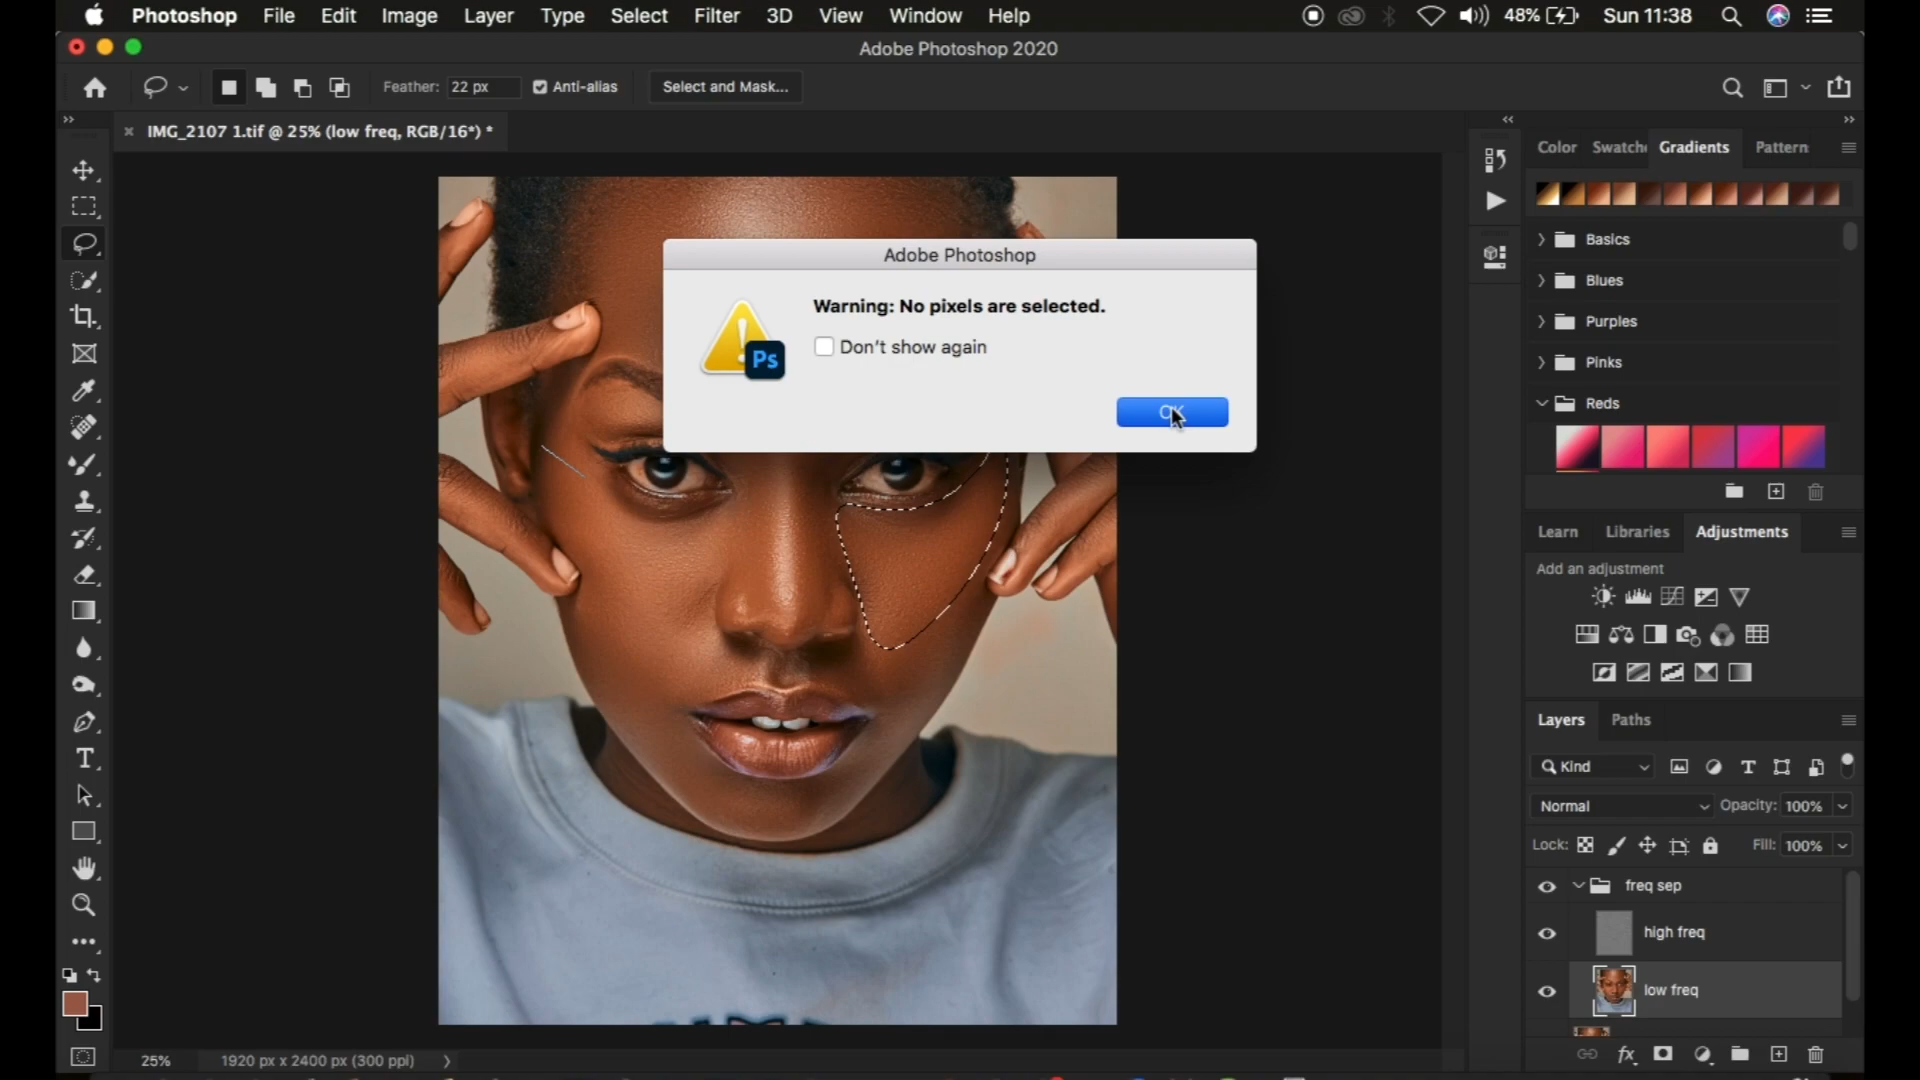 Photoshop File Edit Image Layer Type Select Filter 3D View Window Help 48% Sun 11:38
Adobe Photoshop 2020
Feather: 22 px Anti-alias Select and Mask...
IMG_2107 1.tif @ 25% (low freq, RGB/16*) *
Color Swatche Gradients Pattern
Adobe Photoshop
Warning: No pixels are selected.
Don't show again
Ps
OK
Basics
Blues
Purples
Pinks
Reds
Learn Libraries Adjustments
Add an adjustment
Layers Paths
Kind
Normal Opacity: 100%
Lock: Fill: 100%
freq sep
high freq
low freq
fx
25% 1920 px x 2400 px (300 ppi)